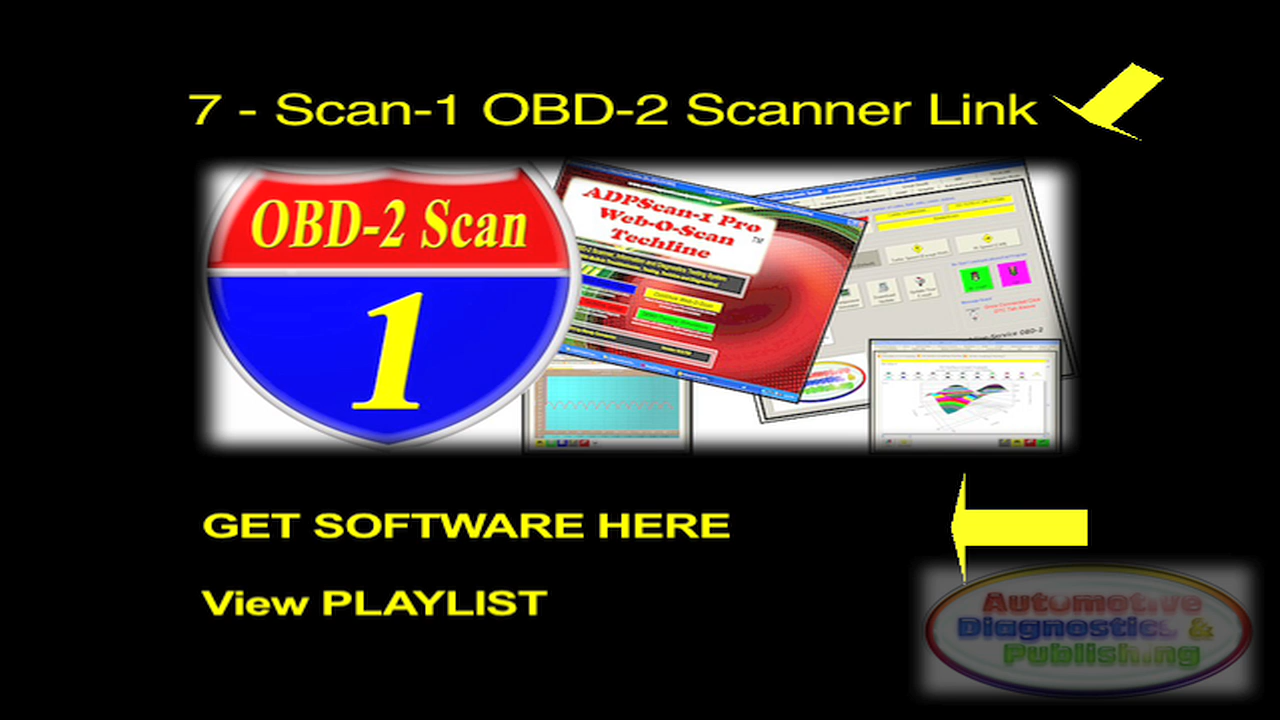 7 - Scan-1 OBD-2 Scanner Link
OBD-2 Scan
1
ADPScan-1 Pro
Web-O-Scan
Techline
TM
GET SOFTWARE HERE
View PLAYLIST
Automotive
Diagnostics &
Publishing